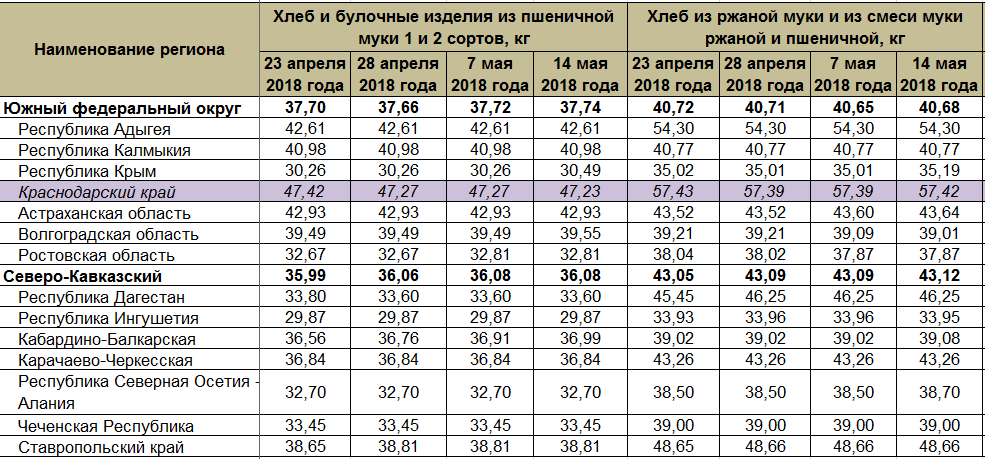 Наименование региона
Хлеб и булочные изделия из пшеничной муки 1 и 2 сортов, кг
Хлеб из ржаной муки и из смеси муки ржаной и пшеничной, кг
23 апреля 2018 года 28 апреля 2018 года 7 мая 2018 года 14 мая 2018 года 23 апреля 2018 года 28 апреля 2018 года 7 мая 2018 года 14 мая 2018 года
Южный федеральный округ 37,70 37,66 37,72 37,74 40,72 40,71 40,65 40,68
Республика Адыгея 42,61 42,61 42,61 42,61 54,30 54,30 54,30 54,30
Республика Калмыкия 40,98 40,98 40,98 40,98 40,77 40,77 40,77 40,77
Республика Крым 30,26 30,26 30,26 30,49 35,02 35,01 35,01 35,19
Краснодарский край 47,42 47,27 47,27 47,23 57,43 57,39 57,39 57,42
Астраханская область 42,93 42,93 42,93 42,93 43,52 43,52 43,60 43,64
Волгоградская область 39,49 39,49 39,49 39,55 39,21 39,21 39,09 39,01
Ростовская область 32,67 32,67 32,81 32,81 38,04 38,02 37,87 37,87
Северо-Кавказский 35,99 36,06 36,08 36,08 43,05 43,09 43,09 43,12
Республика Дагестан 33,80 33,60 33,60 33,60 45,45 46,25 46,25 46,25
Республика Ингушетия 29,87 29,87 29,87 29,87 33,93 33,96 33,96 33,95
Кабардино-Балкарская 36,56 36,76 36,91 36,99 39,02 39,02 39,02 39,08
Карачаево-Черкесская 36,84 36,84 36,84 36,84 43,26 43,26 43,26 43,26
Республика Северная Осетия -
Алания 32,70 32,70 32,70 32,70 38,50 38,50 38,50 38,70
Чеченская Республика 33,45 33,45 33,45 33,45 39,00 39,00 39,00 39,00
Ставропольский край 38,65 38,81 38,81 38,81 48,65 48,66 48,66 48,66